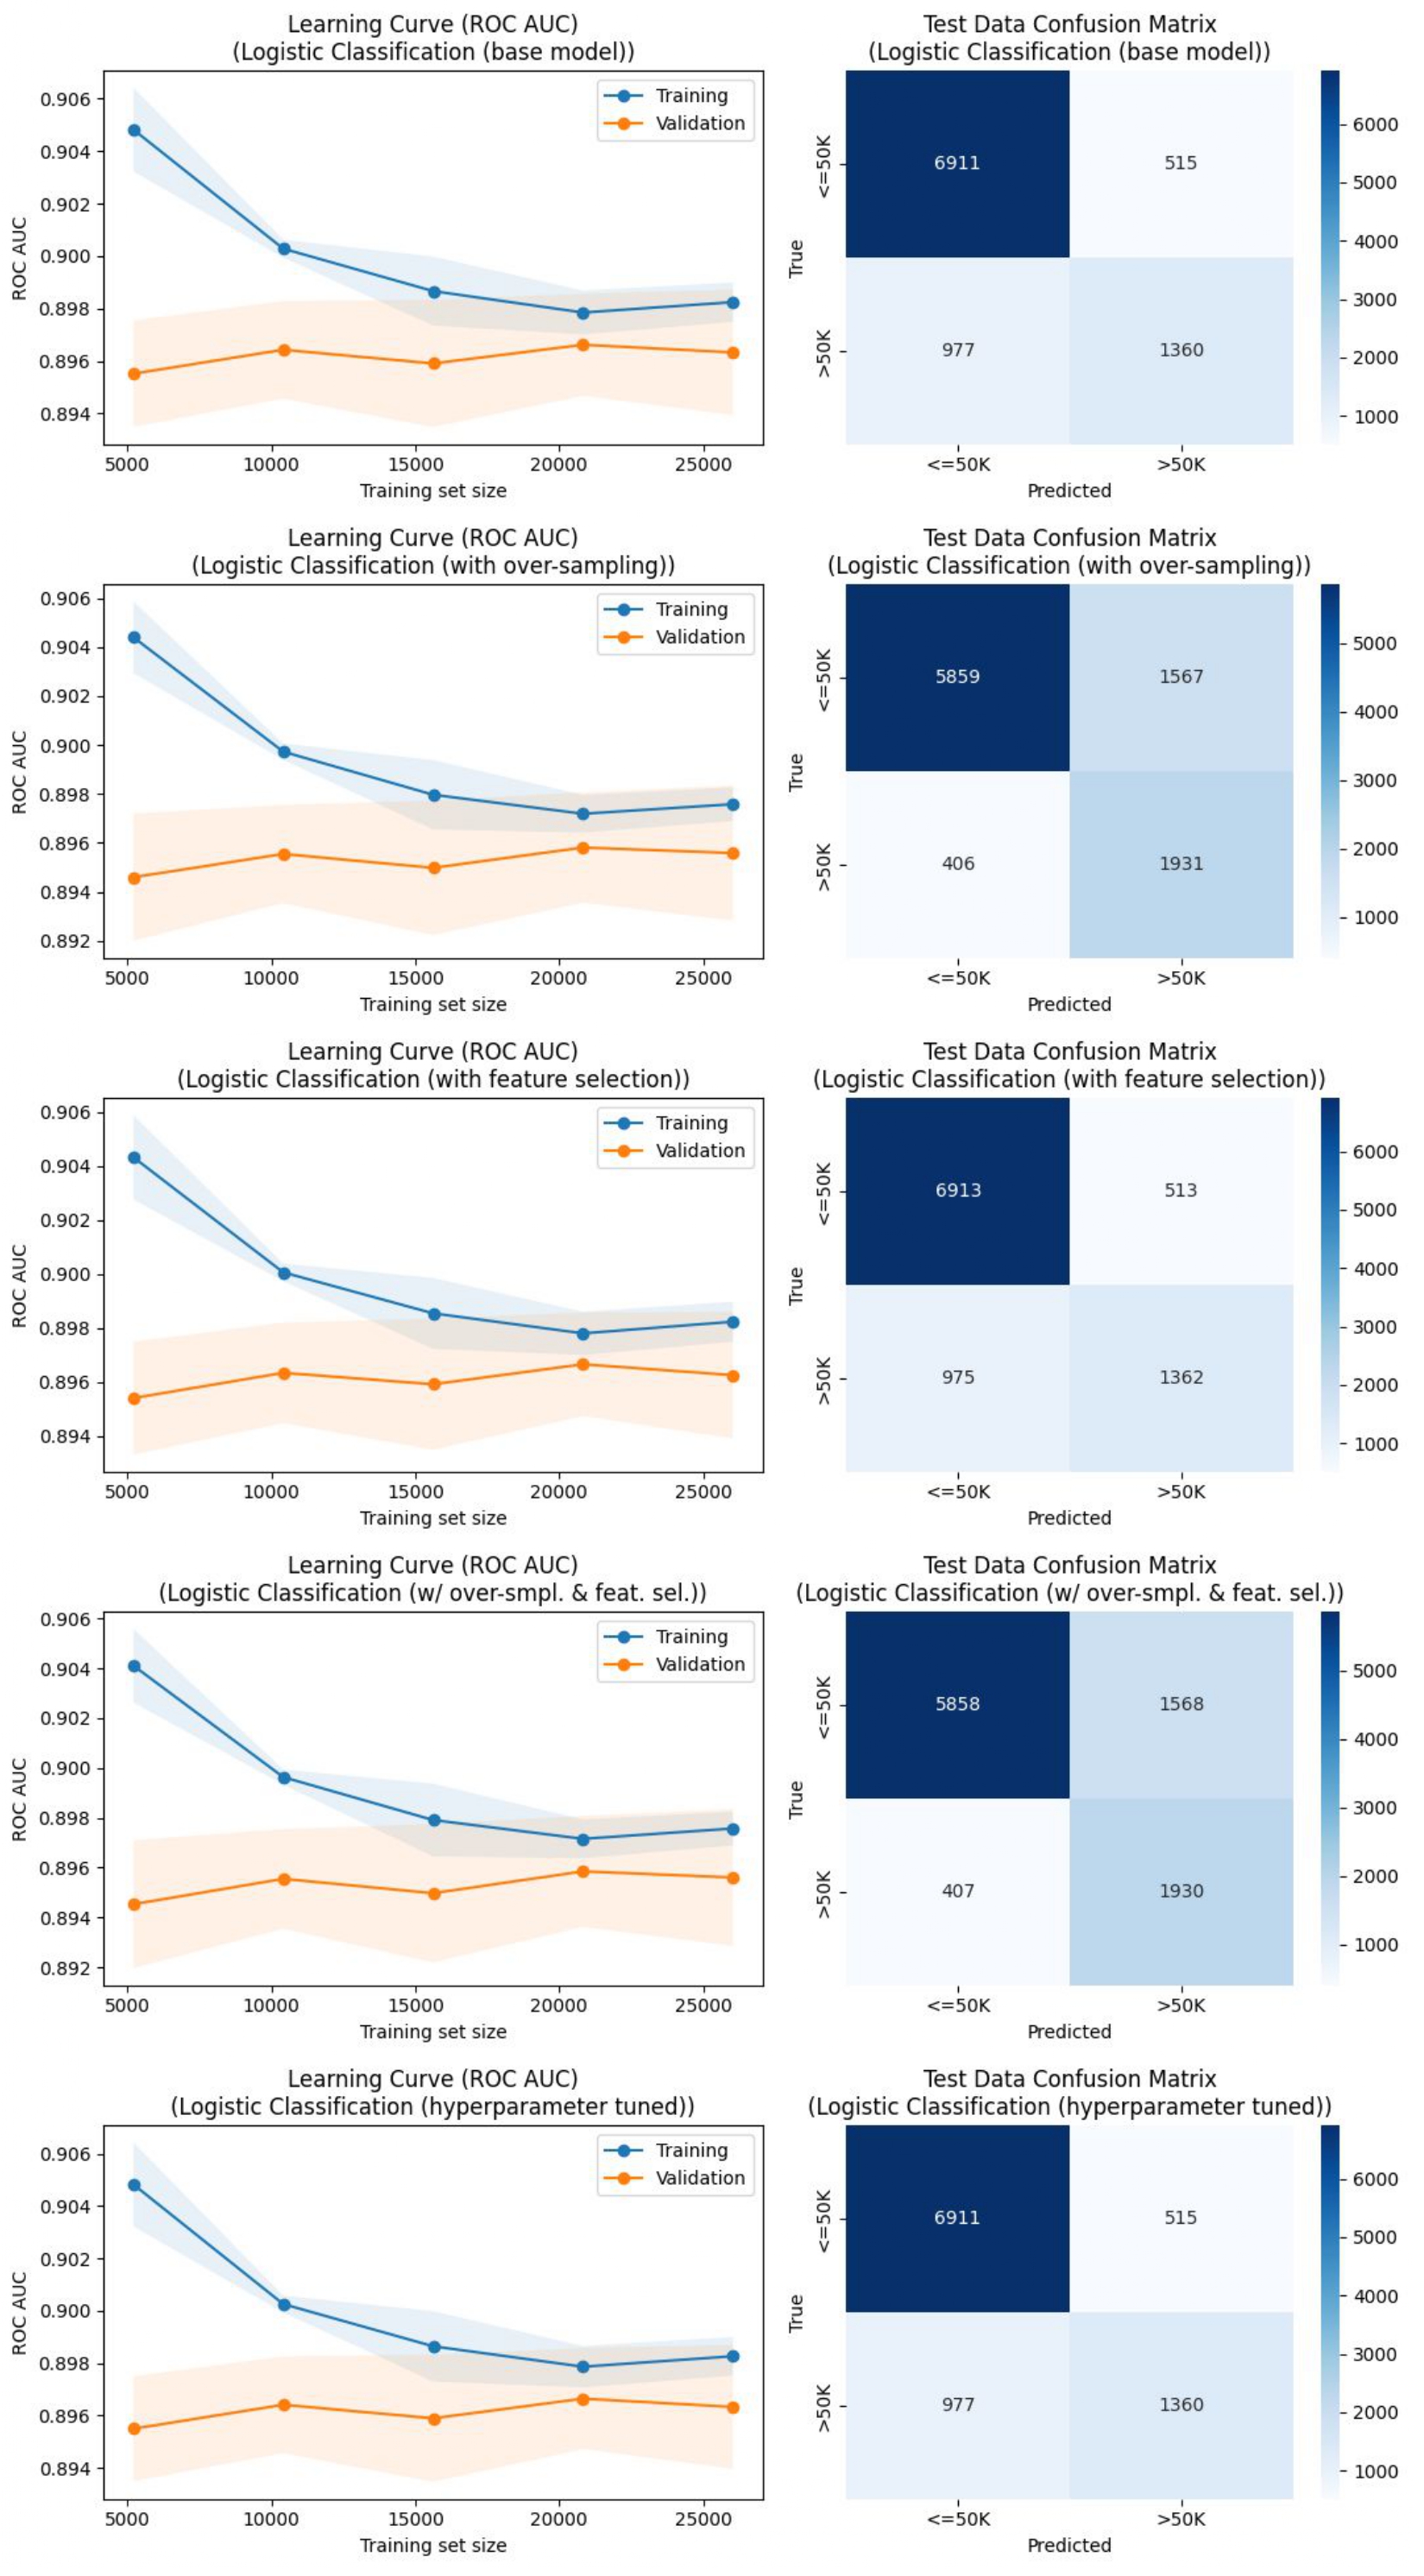 Learning Curve (ROC AUC)
(Logistic Classification (base model))
0.906
0.904
0.902
0.900
0.898
0.896
0.894
ROC AUC
Training
Validation
5000 10000 15000 20000 25000
Training set size
Test Data Confusion Matrix
(Logistic Classification (base model))
<=50K
>50K
True
6911 515
977 1360
<=50K >50K
Predicted
6000
5000
4000
3000
2000
1000
Learning Curve (ROC AUC)
(Logistic Classification (with over-sampling))
0.906
0.904
0.902
0.900
0.898
0.896
0.894
0.892
ROC AUC
Training
Validation
5000 10000 15000 20000 25000
Training set size
Test Data Confusion Matrix
(Logistic Classification (with over-sampling))
<=50K
>50K
True
5859 1567
406 1931
<=50K >50K
Predicted
5000
4000
3000
2000
1000
Learning Curve (ROC AUC)
(Logistic Classification (with feature selection))
0.906
0.904
0.902
0.900
0.898
0.896
0.894
ROC AUC
Training
Validation
5000 10000 15000 20000 25000
Training set size
Test Data Confusion Matrix
(Logistic Classification (with feature selection))
<=50K
>50K
True
6913 513
975 1362
<=50K >50K
Predicted
6000
5000
4000
3000
2000
1000
Learning Curve (ROC AUC)
(Logistic Classification (w/ over-smpl. & feat. sel.))
0.906
0.904
0.902
0.900
0.898
0.896
0.894
0.892
ROC AUC
Training
Validation
5000 10000 15000 20000 25000
Training set size
Test Data Confusion Matrix
(Logistic Classification (w/ over-smpl. & feat. sel.))
<=50K
>50K
True
5858 1568
407 1930
<=50K >50K
Predicted
5000
4000
3000
2000
1000
Learning Curve (ROC AUC)
(Logistic Classification (hyperparameter tuned))
0.906
0.904
0.902
0.900
0.898
0.896
0.894
ROC AUC
Training
Validation
5000 10000 15000 20000 25000
Training set size
Test Data Confusion Matrix
(Logistic Classification (hyperparameter tuned))
<=50K
>50K
True
6911 515
977 1360
<=50K >50K
Predicted
6000
5000
4000
3000
2000
1000